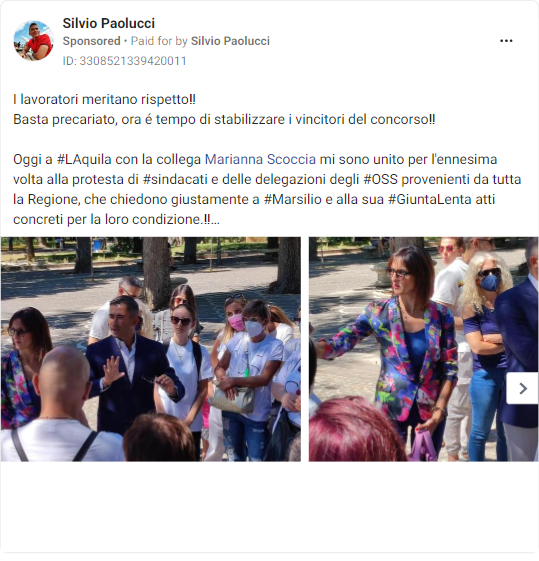 Silvio Paolucci
Sponsored • Paid for by Silvio Paolucci
ID: 3308521339420011
I lavoratori meritano rispetto!!
Basta precariato, ora é tempo di stabilizzare i vincitori del concorso!!
Oggi a #LAquila con la collega Marianna Scoccia mi sono unito per l'ennesima
volta alla protesta di #sindacati e delle delegazioni degli #OSS provenienti da tutta
la Regione, che chiedono giustamente a #Marsilio e alla sua #GiuntaLenta atti
concreti per la loro condizione.!!...